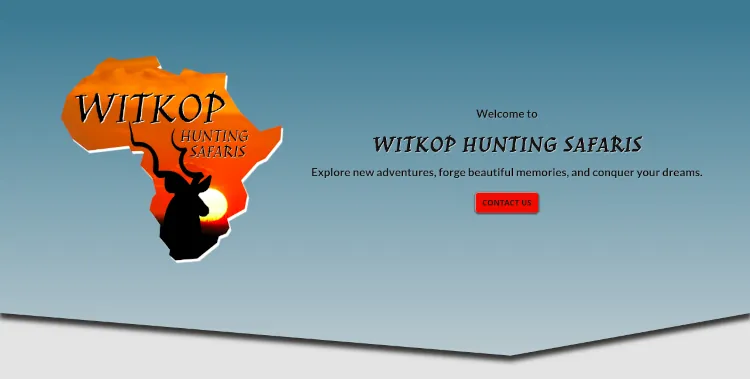 WITKOP
HUNTING
SAFARIS
Welcome to
WITKOP HUNTING SAFARIS
Explore new adventures, forge beautiful memories, and conquer your dreams.
CONTACT US